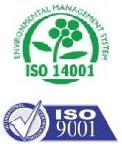 ENVIRONMENTAL MANAGEMENT SYSTEM
ISO 14001
ISO
9001